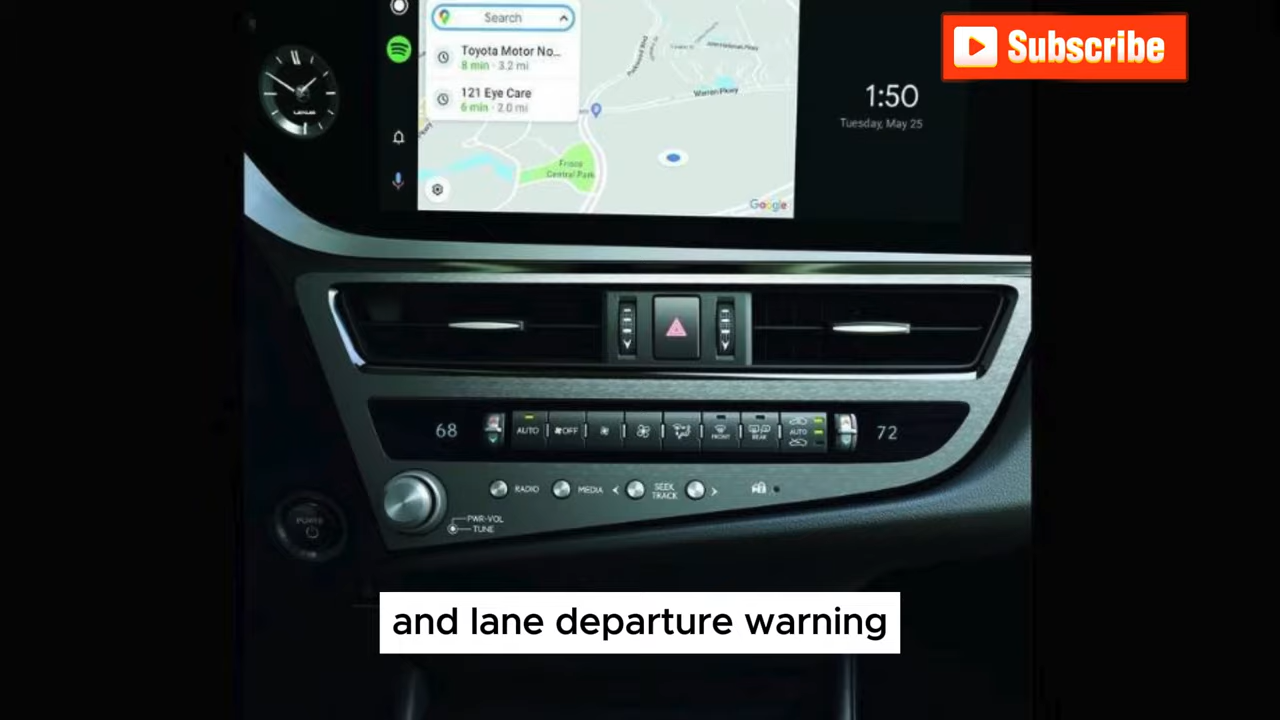 Subscribe
Search
Toyota Motor No...
8 min · 3.2 mi
121 Eye Care
6 min · 2.0 mi
Warren Pkwy
Frisco
Central Park
Google
1:50
Tuesday, May 25
LEXUS
68
AUTO
OFF
FRONT
REAR
AUTO
72
RADIO
MEDIA
SEEK
TRACK
PWR-VOL
TUNE
POWER
and lane departure warning